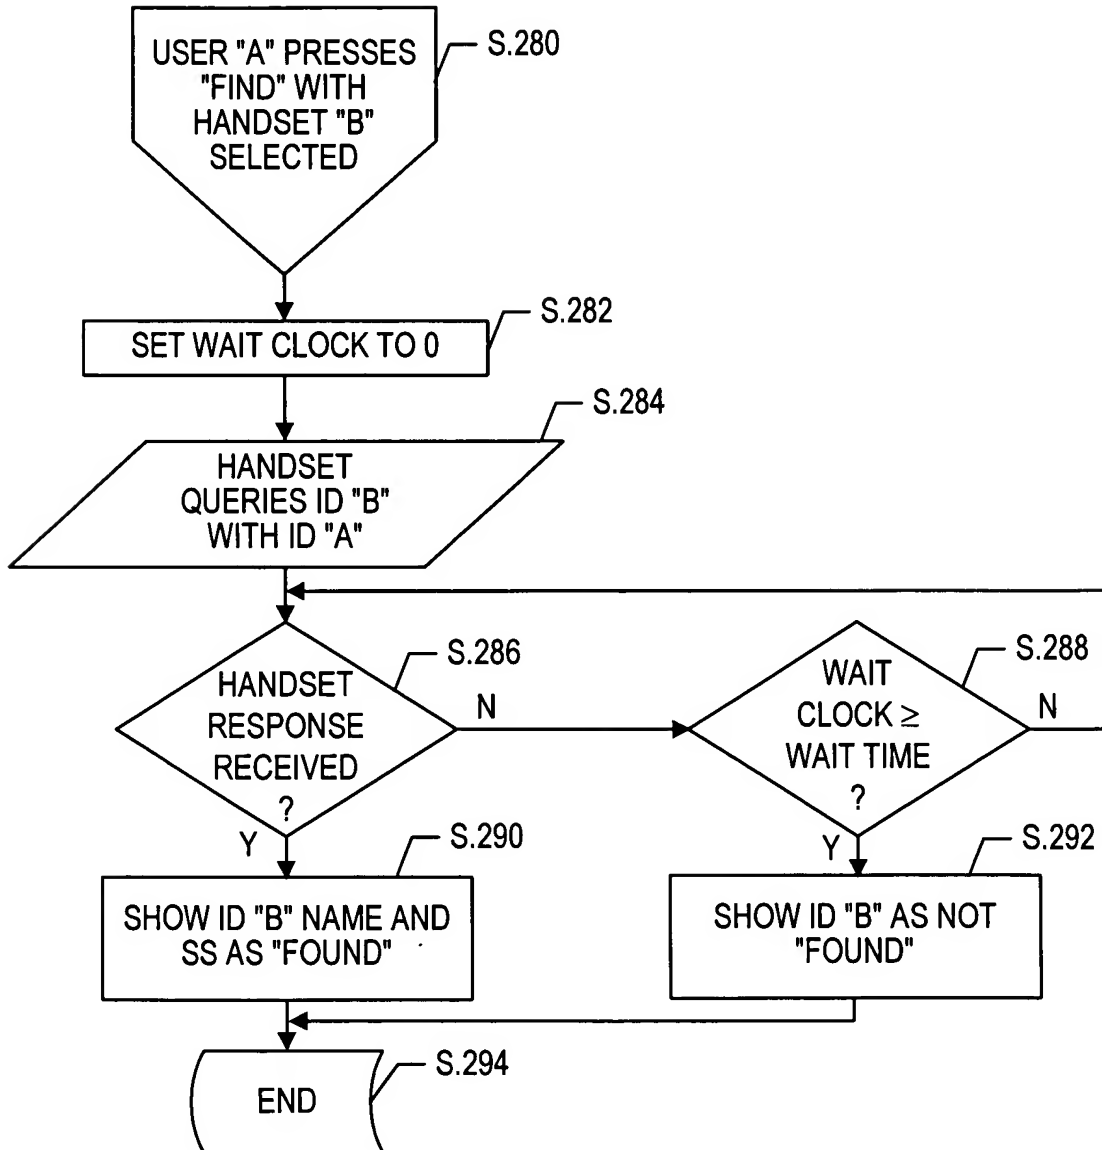 USER "A" PRESSES
"FIND" WITH
HANDSET "B"
SELECTED
S.280
SET WAIT CLOCK TO 0
S.282
HANDSET
QUERIES ID "B"
WITH ID "A"
S.284
HANDSET
RESPONSE
RECEIVED
?
S.286
N
Y
WAIT
CLOCK ≥
WAIT TIME
?
S.288
N
Y
SHOW ID "B" NAME AND
SS AS "FOUND"
S.290
SHOW ID "B" AS NOT
"FOUND"
S.292
END
S.294